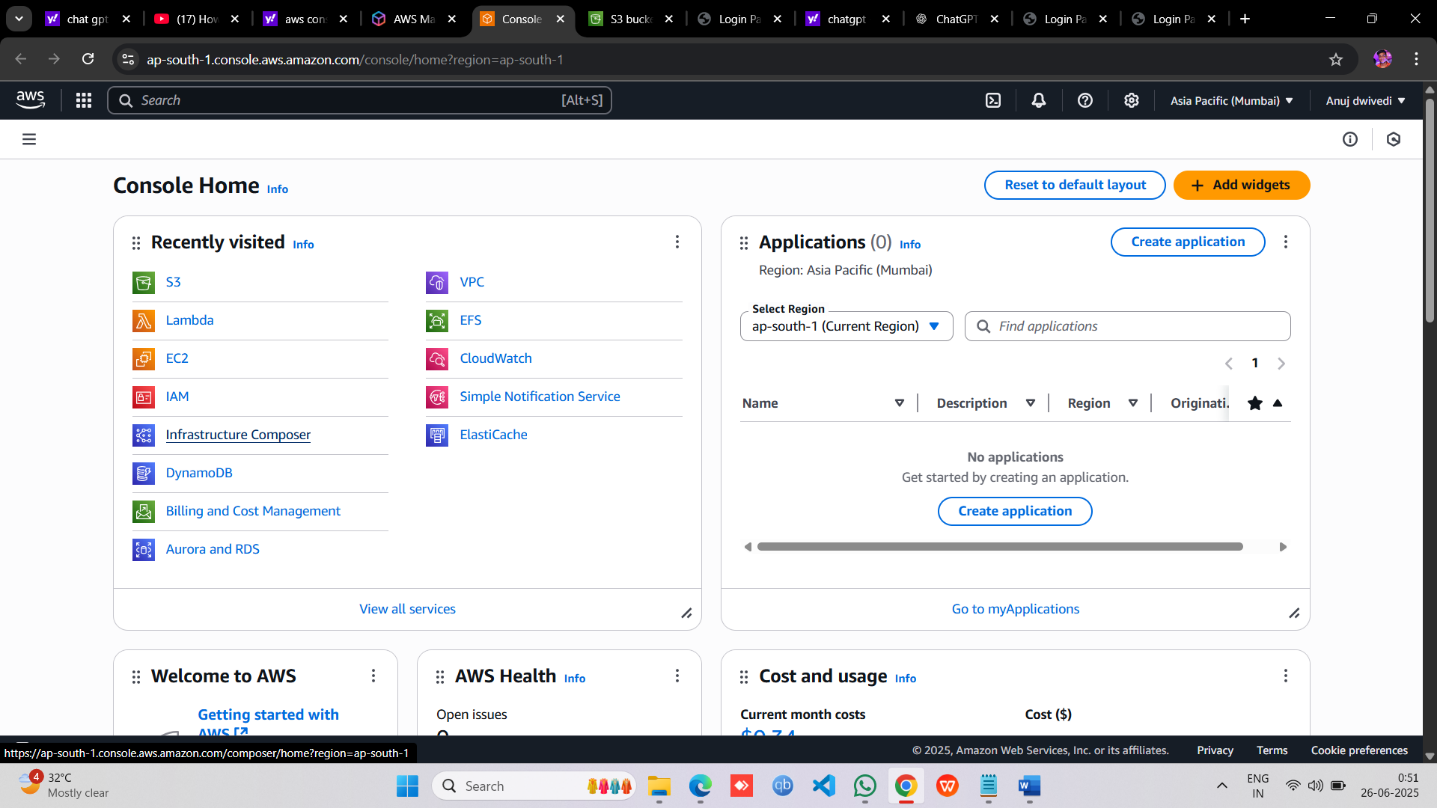 chat gpt
(17) Hov
aws con
AWS Ma
Console
S3 bucke
Login Pa
chatgpt
ChatGPT
Login Pa
Login Pa
ap-south-1.console.aws.amazon.com/console/home?region=ap-south-1
aws
Search [Alt+S]
Asia Pacific (Mumbai)
Anuj dwivedi
Console Home Info
Reset to default layout
+ Add widgets
Recently visited Info
S3
Lambda
EC2
IAM
Infrastructure Composer
DynamoDB
Billing and Cost Management
Aurora and RDS
VPC
EFS
CloudWatch
Simple Notification Service
ElastiCache
View all services
Applications (0) Info
Create application
Region: Asia Pacific (Mumbai)
Select Region
ap-south-1 (Current Region)
Find applications
1
Name Description Region Originati.
No applications
Get started by creating an application.
Create application
Go to myApplications
Welcome to AWS
Getting started with
AWS
AWS Health Info
Open issues
Cost and usage Info
Current month costs
Cost ($)
https://ap-south-1.console.aws.amazon.com/composer/home?region=ap-south-1
© 2025, Amazon Web Services, Inc. or its affiliates.
Privacy
Terms
Cookie preferences
4
32°C
Mostly clear
Search
qb
W
W
ENG
IN
0:51
26-06-2025